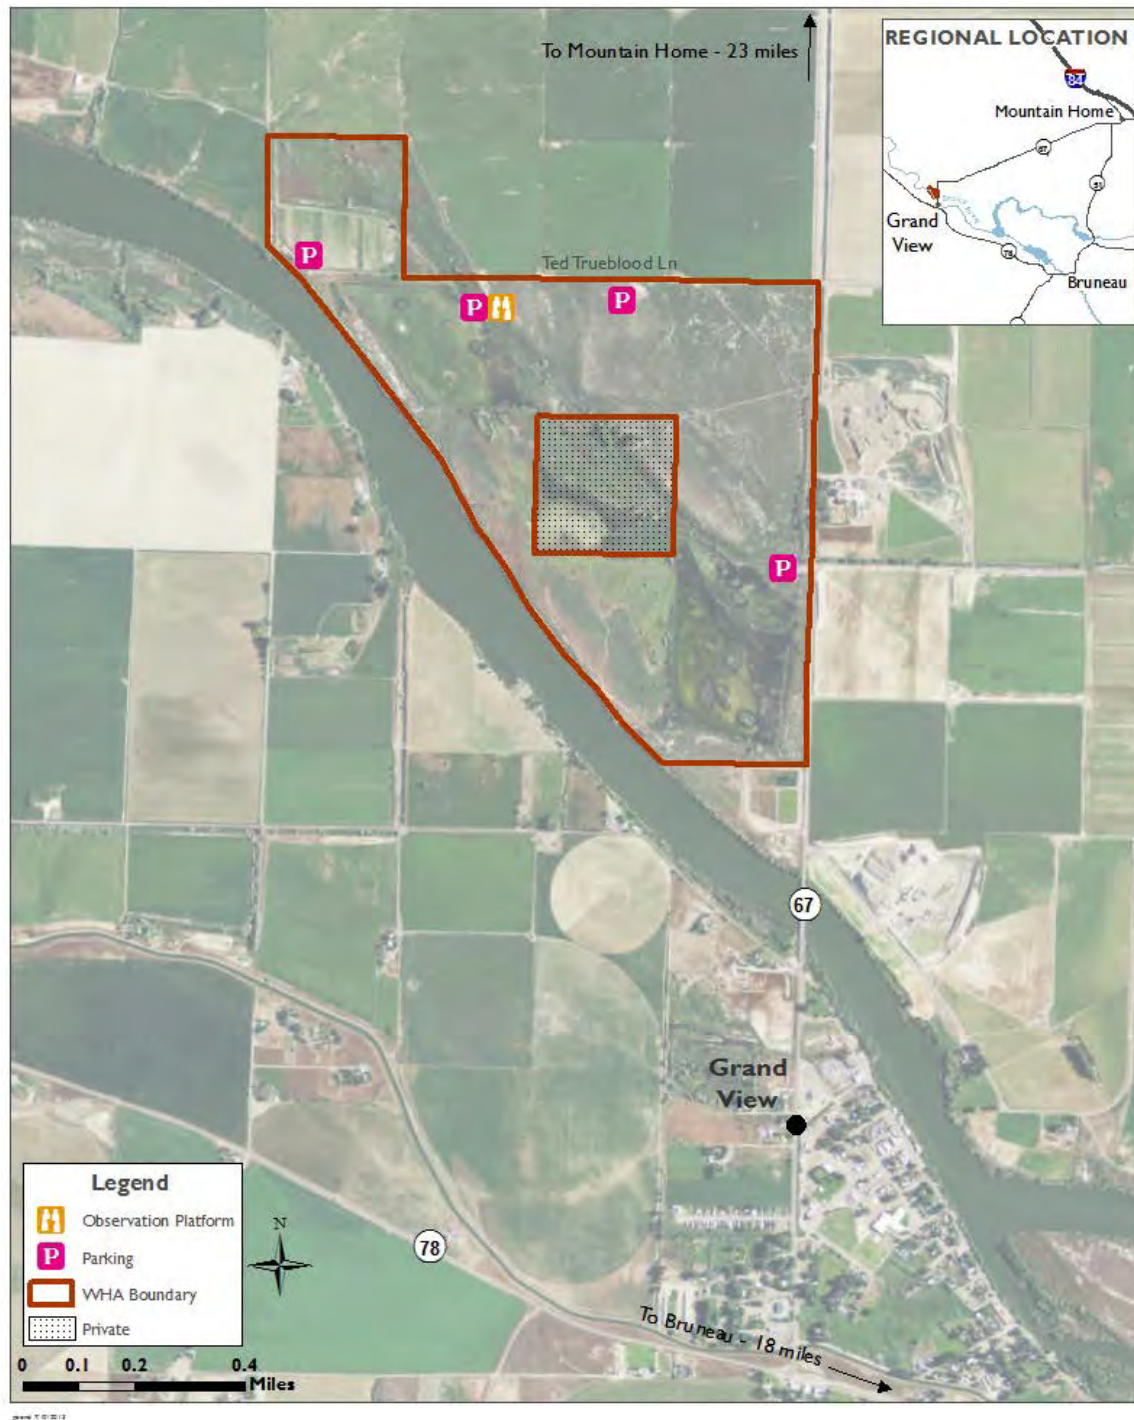 To Mountain Home - 23 miles
REGIONAL LOCATION
84
Mountain Home
67
51
Grand
View
78
Bruneau
Ted Trueblood Ln
P
P
P
P
67
Grand
View
78
To Bruneau - 18 miles
Legend
Observation Platform
P Parking
WHA Boundary
Private
N
0 0.1 0.2 0.4
Miles